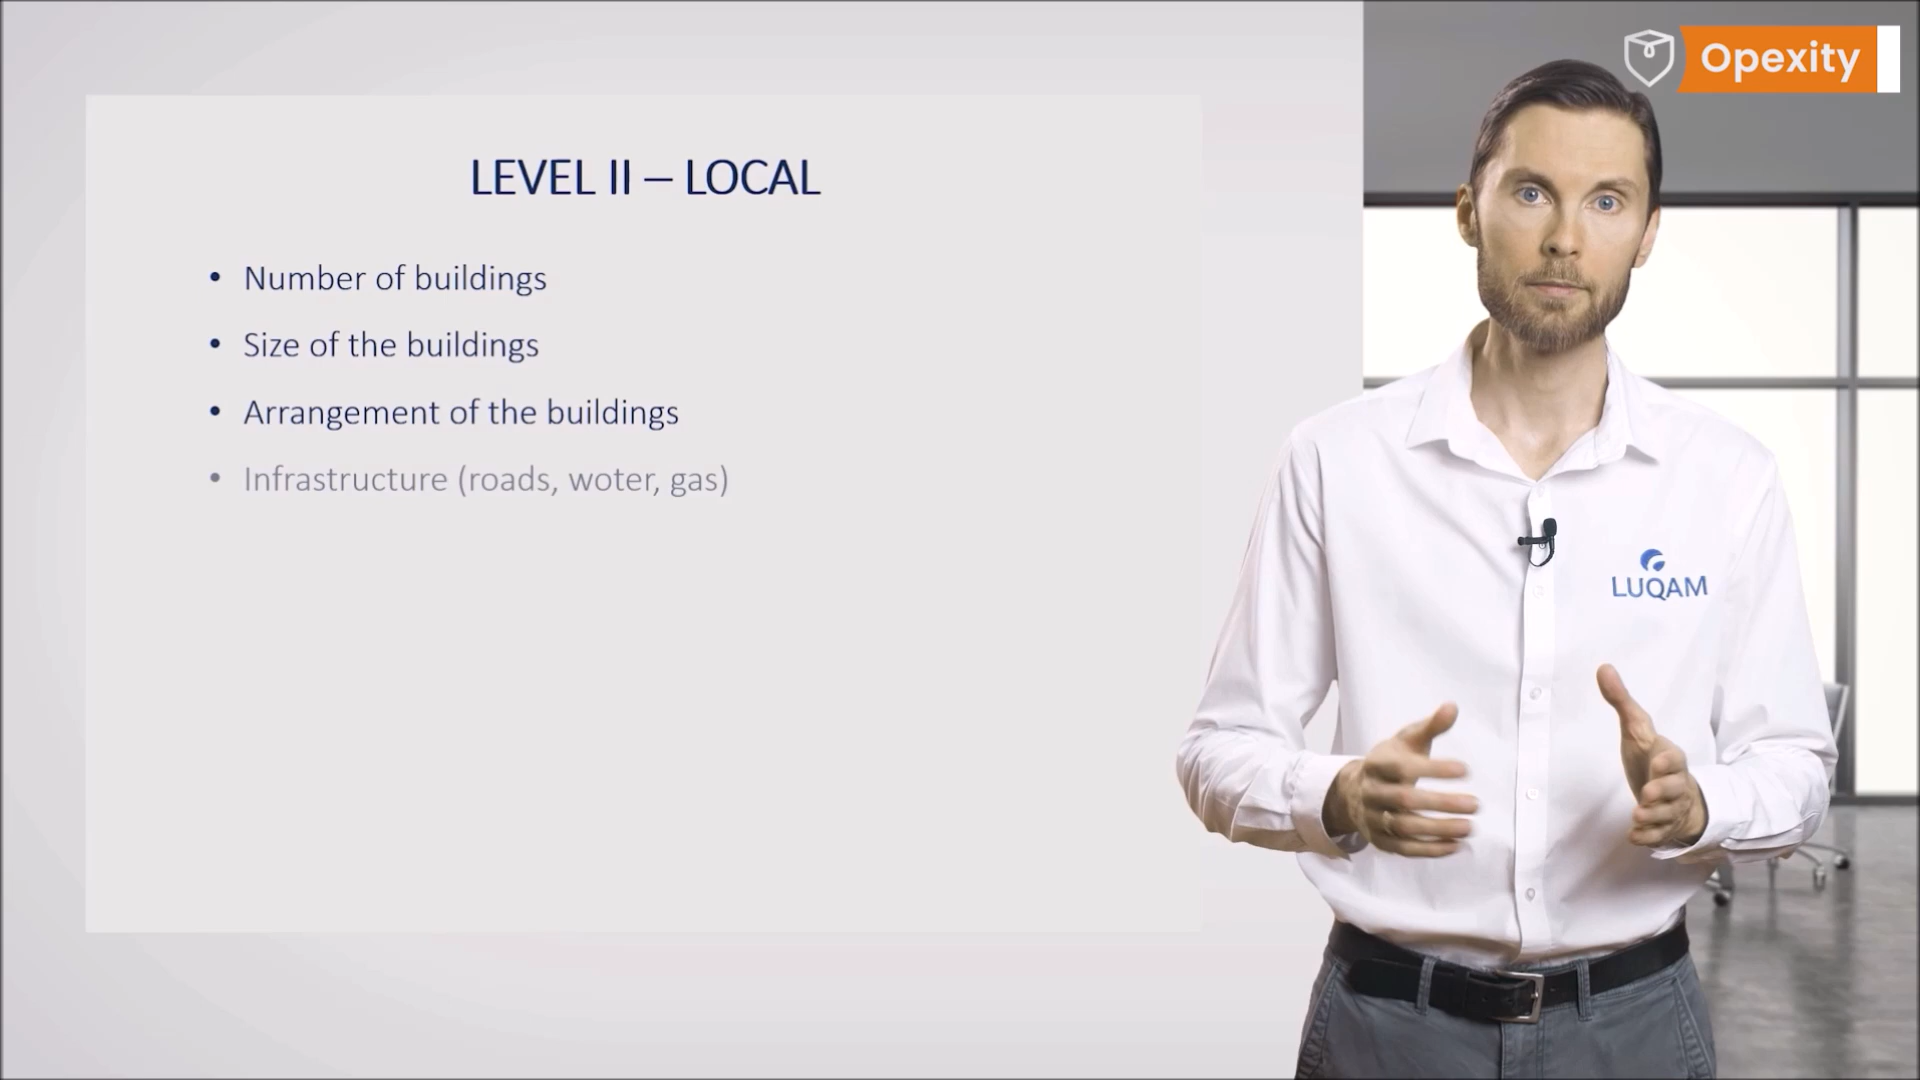 Opexity
LEVEL II – LOCAL
• Number of buildings
• Size of the buildings
• Arrangement of the buildings
• Infrastructure (roads, woter, gas)
LUQAM